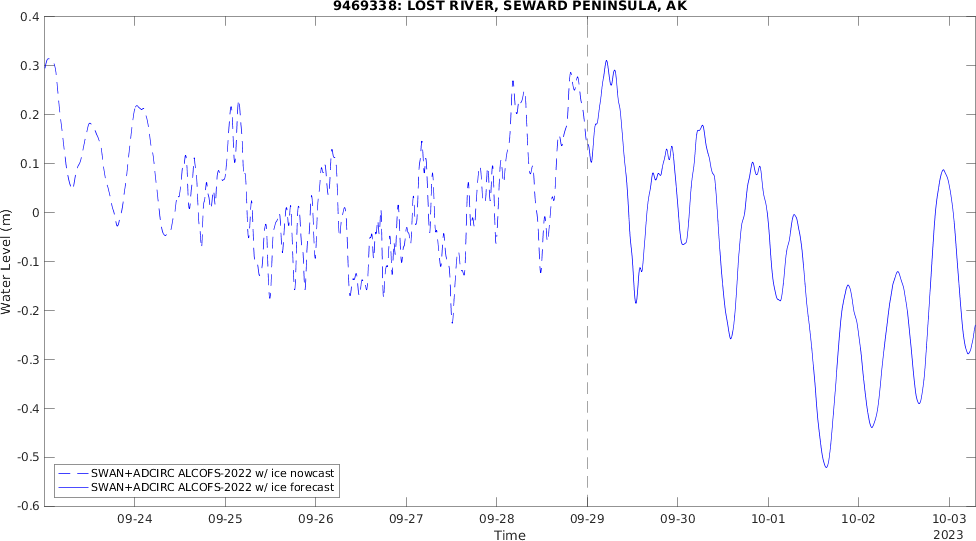 9469338: LOST RIVER, SEWARD PENINSULA, AK
0.4
0.3
0.2
0.1
0
-0.1
-0.2
-0.3
-0.4
-0.5
-0.6
Water Level (m)
SWAN+ADCIRC ALCOFS-2022 w/ ice nowcast
SWAN+ADCIRC ALCOFS-2022 w/ ice forecast
09-24 09-25 09-26 09-27 09-28 09-29 09-30 10-01 10-02 10-03
Time
2023